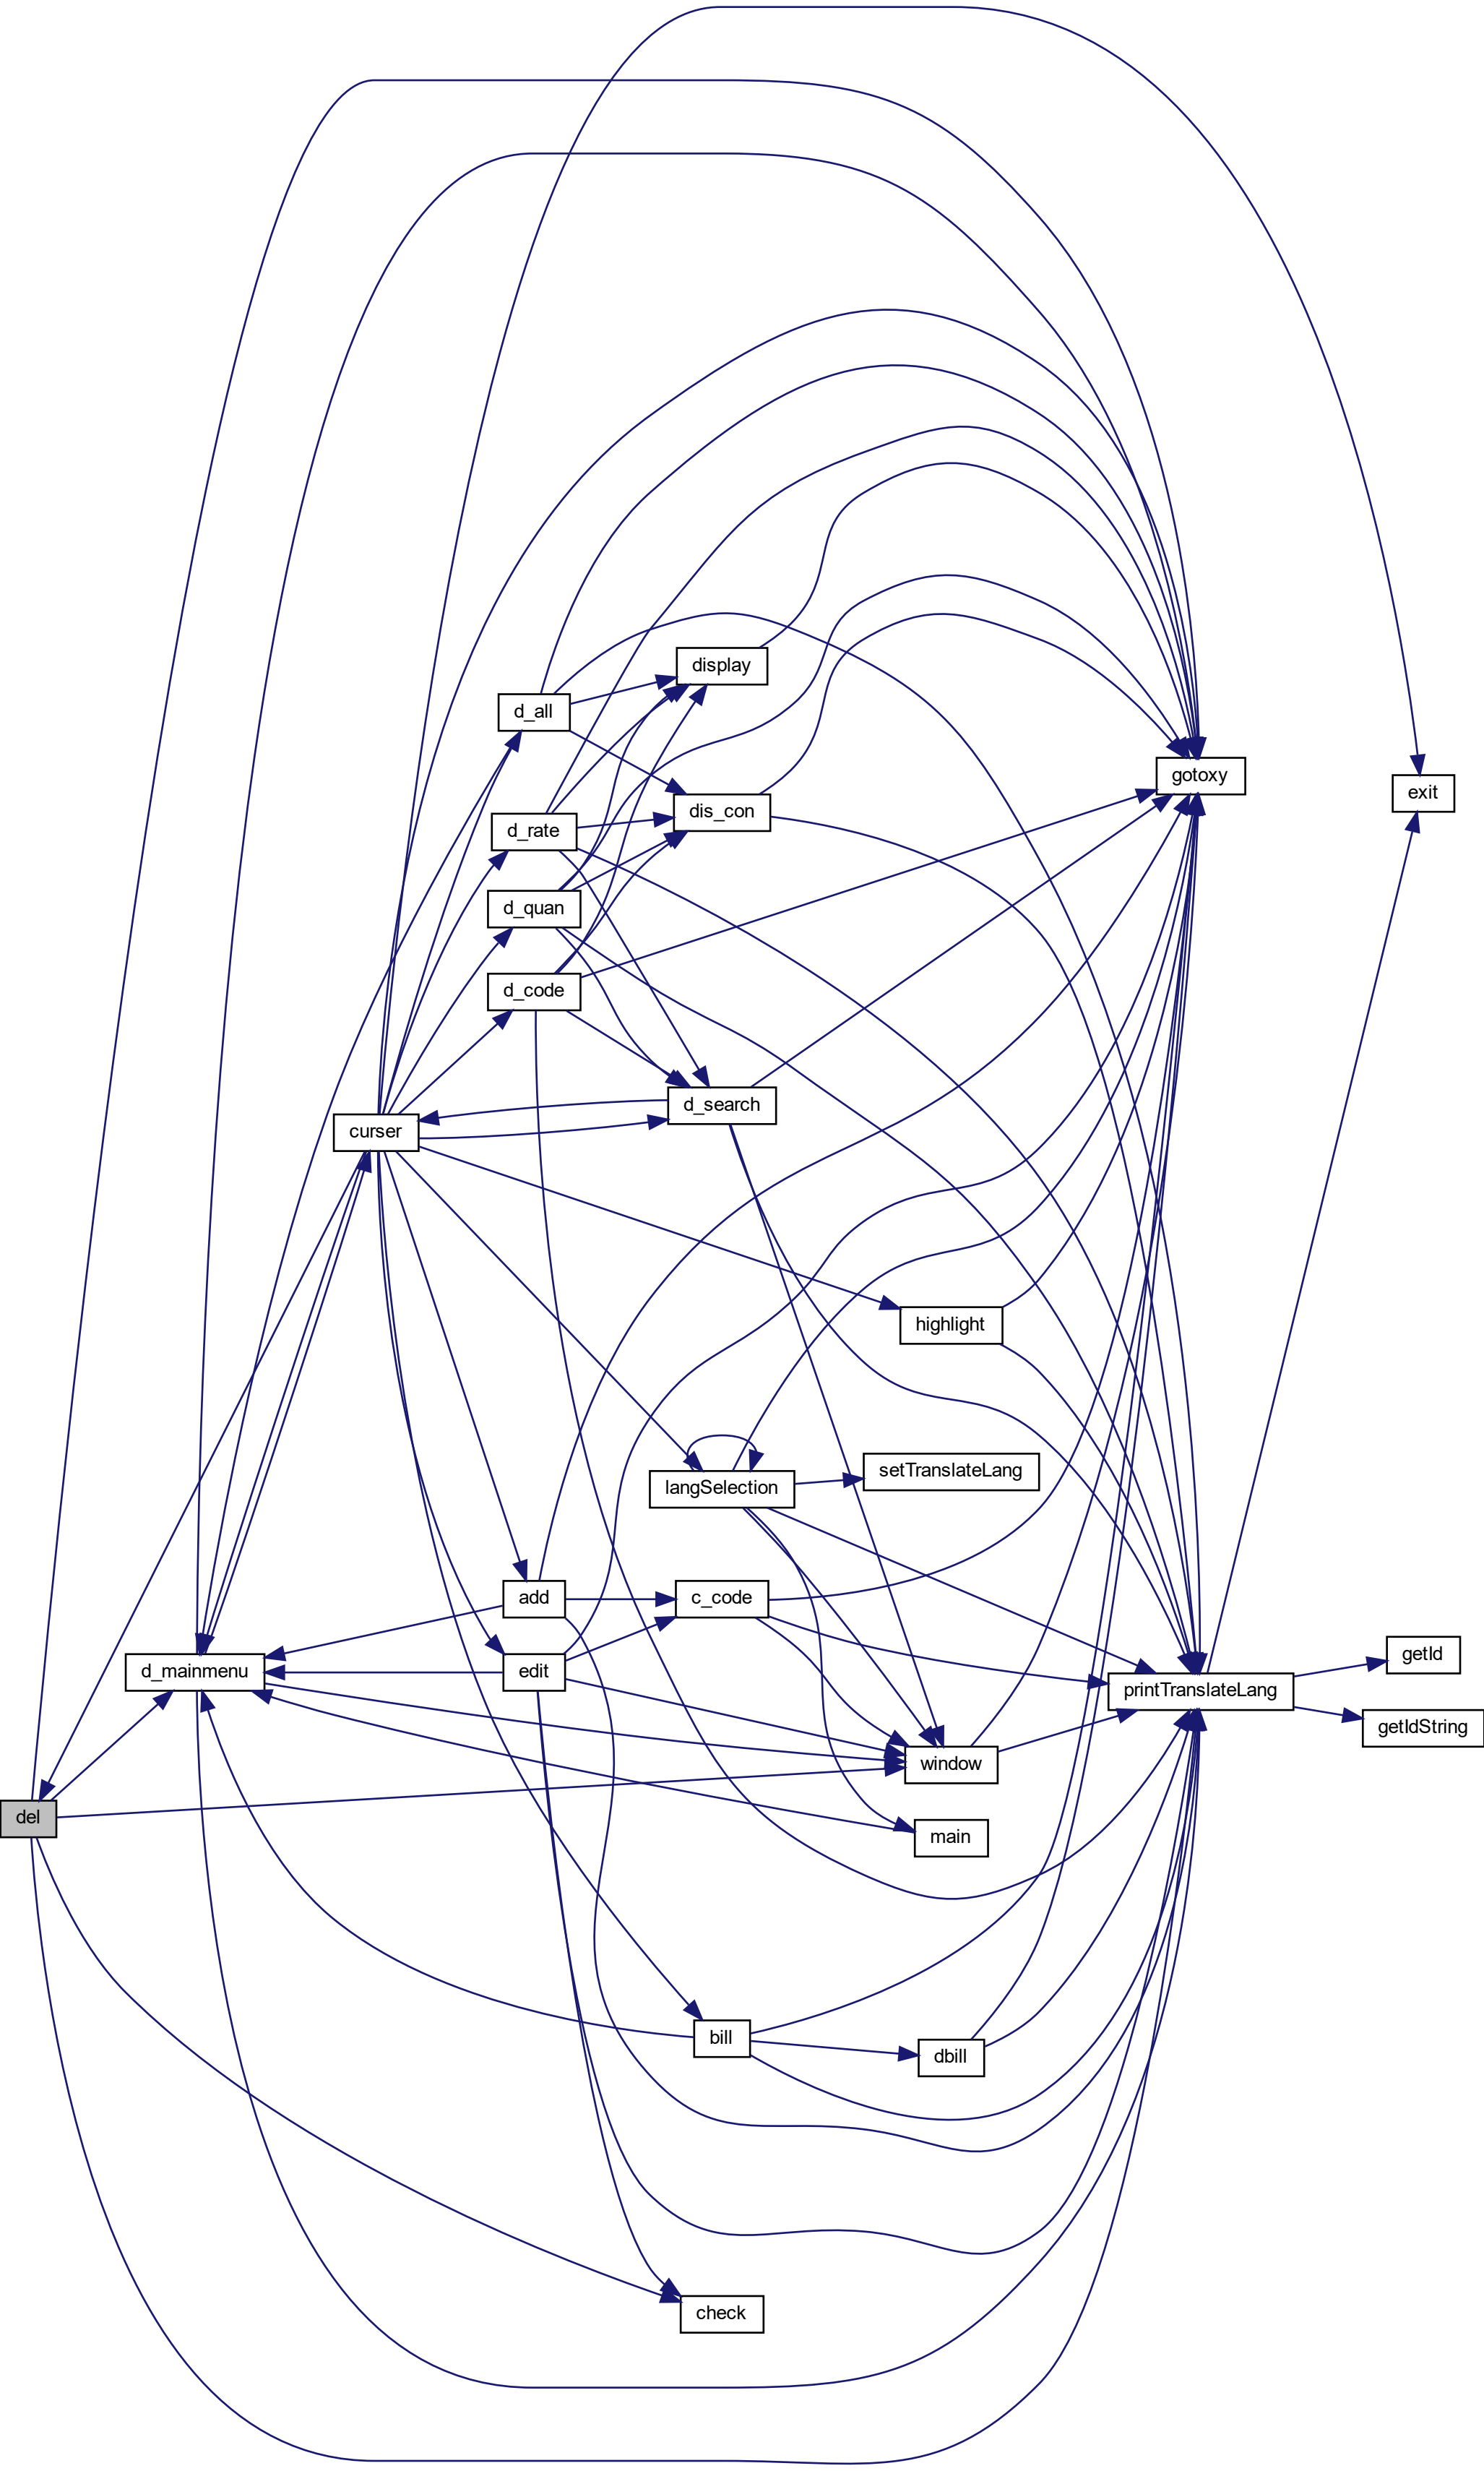 display
d_all
gotoxy
exit
dis_con
d_rate
d_quan
d_code
d_search
curser
highlight
setTranslateLang
langSelection
add
c_code
getId
d_mainmenu
edit
printTranslateLang
getIdString
window
del
main
bill
dbill
check